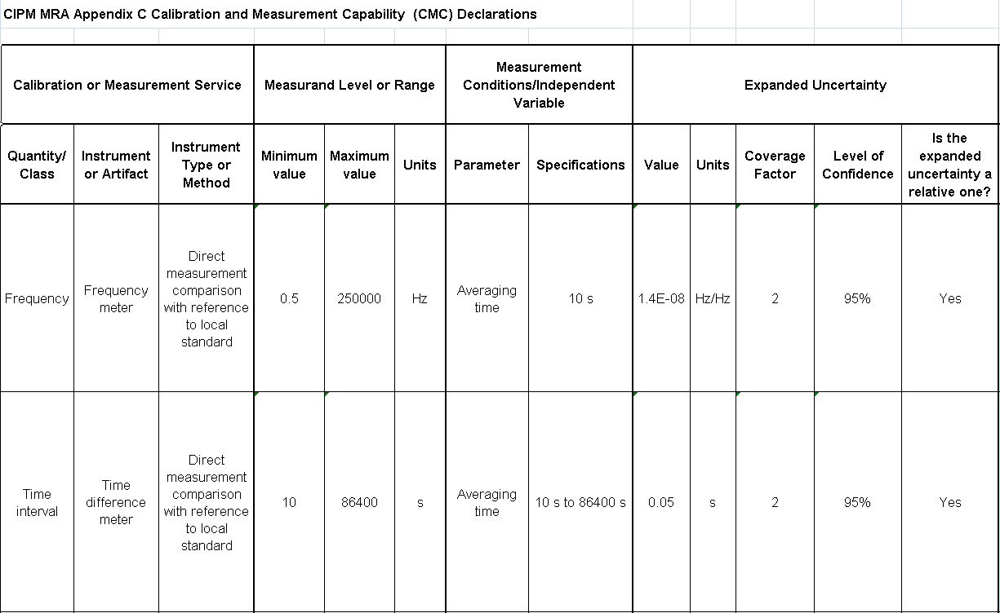 CIPM MRA Appendix C Calibration and Measurement Capability  (CMC) Declarations
Calibration or Measurement Service
Measurand Level or Range
Measurement
Conditions/Independent
Variable
Expanded Uncertainty
Quantity/
Class
Instrument
or Artifact
Instrument
Type or
Method
Minimum
value
Maximum
value
Units
Parameter
Specifications
Value
Units
Coverage
Factor
Level of
Confidence
Is the
expanded
uncertainty a
relative one?
Frequency
Frequency
meter
Direct
measurement
comparison
with reference
to local
standard
0.5
250000
Hz
Averaging
time
10 s
1.4E-08
Hz/Hz
2
95%
Yes
Time
interval
Time
difference
meter
Direct
measurement
comparison
with reference
to local
standard
10
86400
s
Averaging
time
10 s to 86400 s
0.05
s
2
95%
Yes